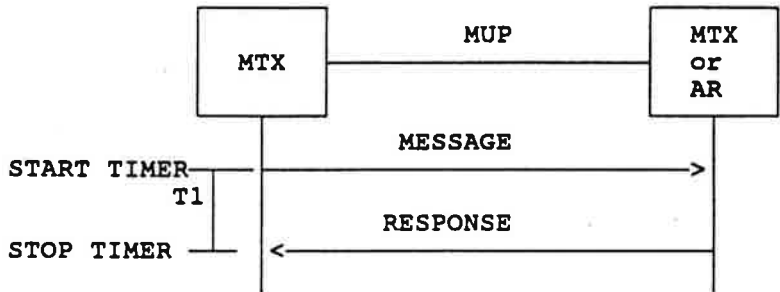 MTX
MUP
MTX
or
AR
MESSAGE
START TIMER
T1
RESPONSE
STOP TIMER